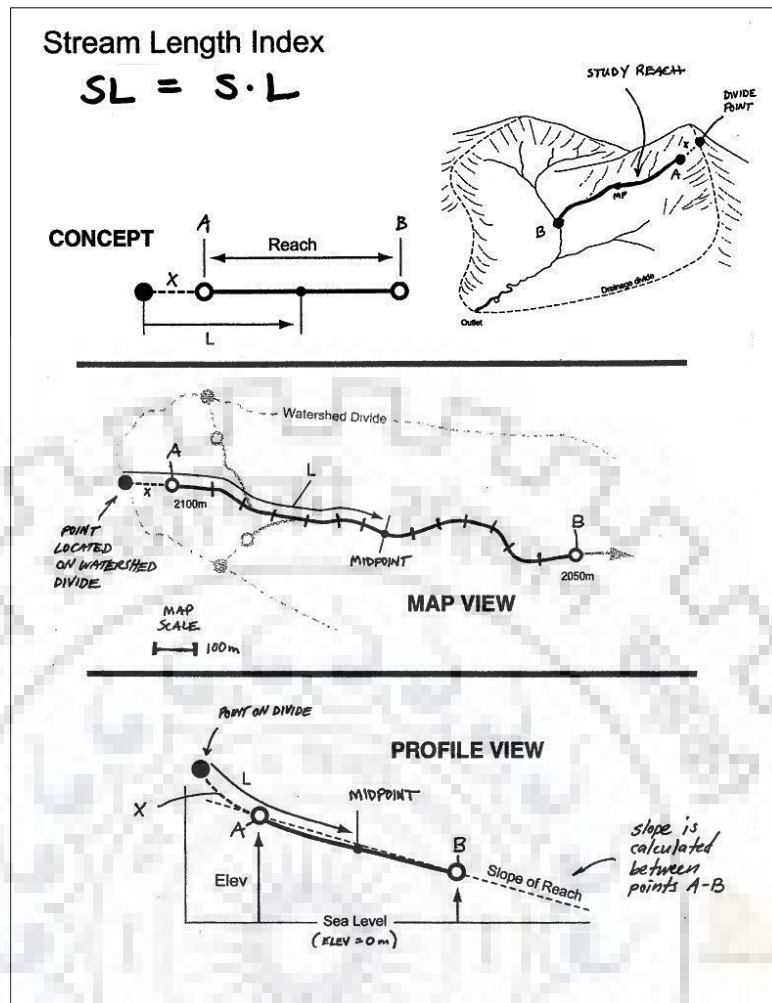 Stream Length Index
SL = S·L
STUDY REACH
DIVIDE
POINT
x
A
MP
B
Drainage divide
Outlet
CONCEPT
A
Reach
B
X
L
Watershed Divide
A
L
x
2100m
POINT
LOCATED
ON WATERSHED
DIVIDE
MIDPOINT
B
2050m
MAP VIEW
MAP
SCALE
100m
POINT ON DIVIDE
PROFILE VIEW
L
MIDPOINT
X
A
B
slope is
calculated
between
points A-B
Elev
Slope of Reach
Sea Level
(ELEV = 0m)